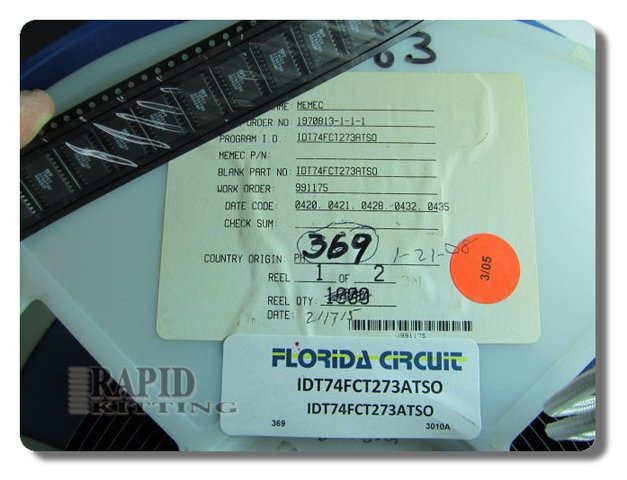 63
NAME: MEMEC
ORDER NO: 1970813-1-1-1
PROGRAM I.D.: IDT74FCT273ATSO
MEMEC P/N:
BLANK PART NO: IDT74FCT273ATSO
WORK ORDER: 991175
DATE CODE: 0420, 0421, 0428, 0432, 0435
CHECK SUM:
369
COUNTRY ORIGIN: 1-21-08
REEL 1 OF 2
3/05
REEL QTY: 1000
DATE: 2/17/5
0991175
FLORIDA CIRCUIT
IDT74FCT273ATSO
IDT74FCT273ATSO
369 3010A
RAPID
KITTING